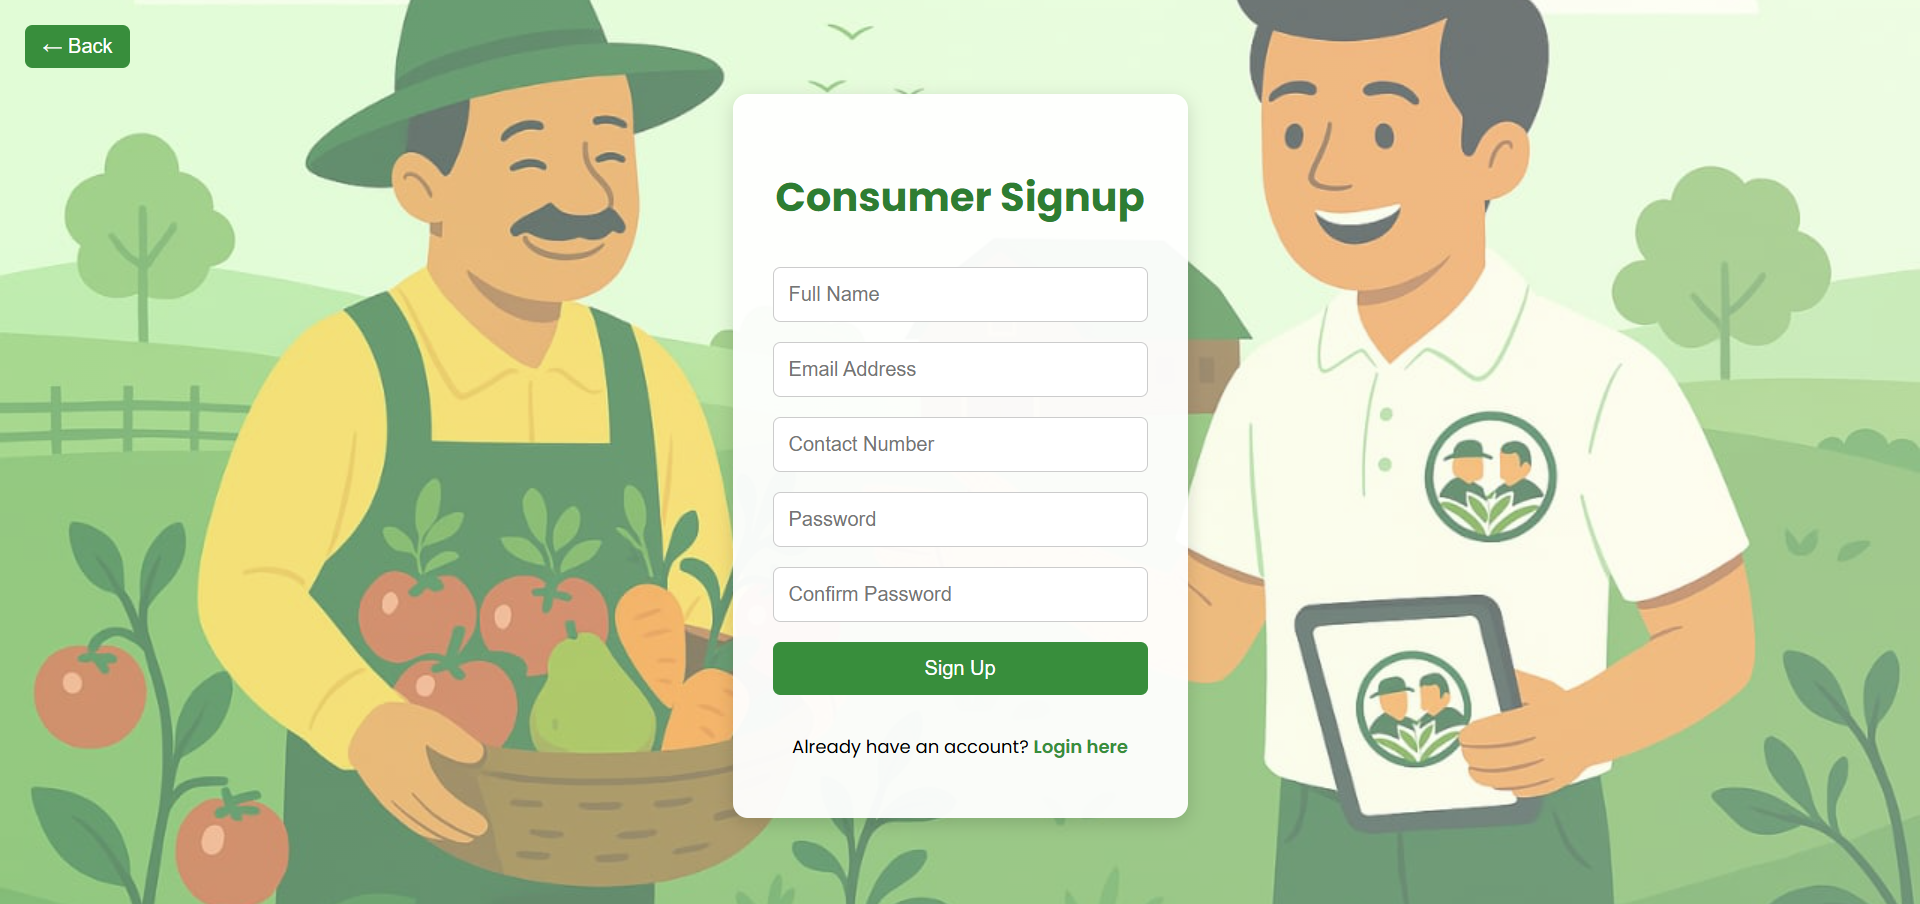 ← Back
Consumer Signup
Full Name
Email Address
Contact Number
Password
Confirm Password
Sign Up
Already have an account? Login here